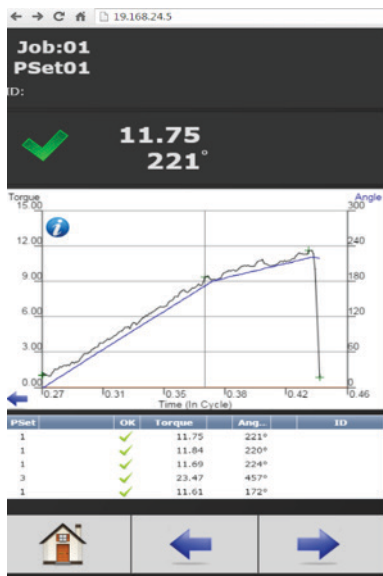 19.168.24.5
Job:01
PSet01
ID:
11.75
221°
Torque Angle
15.00 300
12.00 240
9.00 180
6.00 120
3.00 60
0.00 0
0.27 0.31 0.35 0.38 0.42 0.46
Time (In Cycle)
PSet OK Torque Ang.. ID
1 11.75 221°
1 11.84 220°
1 11.69 224°
3 23.47 457°
1 11.61 172°